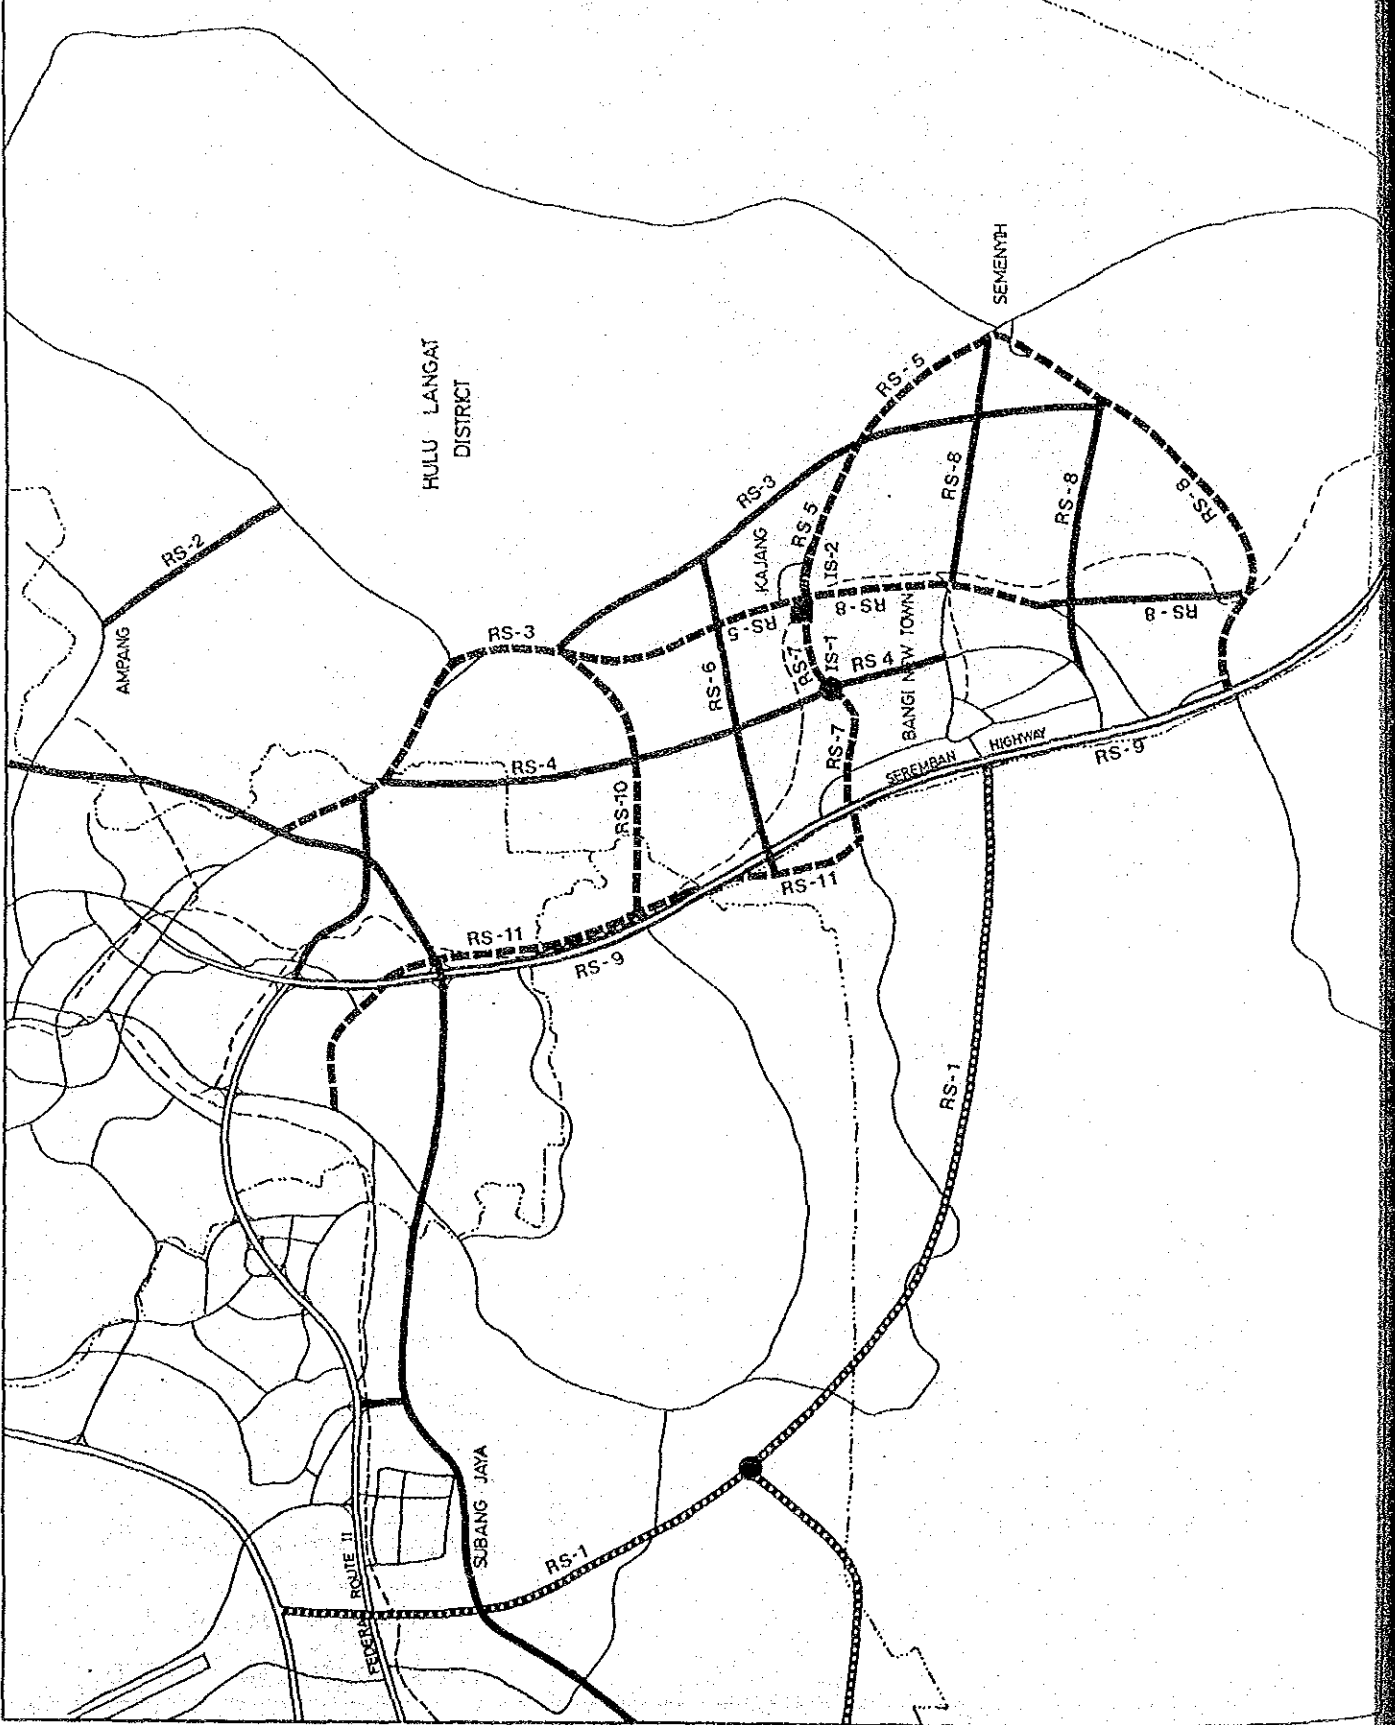 SEMENYIH
HULU LANGAT
DISTRICT
RS-5
RS-8
RS-3
RS-8
RS-8
RS-2
RS 5
KAJANG
IS-2
RS-8
RS-8
RS-5
AMPANG
RS-3
RS-7
IS-1
RS 4
BANGI NEW TOWN
RS-6
RS-7
RS-4
SEREMBAN HIGHWAY
RS-9
RS-10
RS-11
RS-11
RS-9
RS-1
SUBANG JAYA
RS-1
FEDERAL ROUTE II